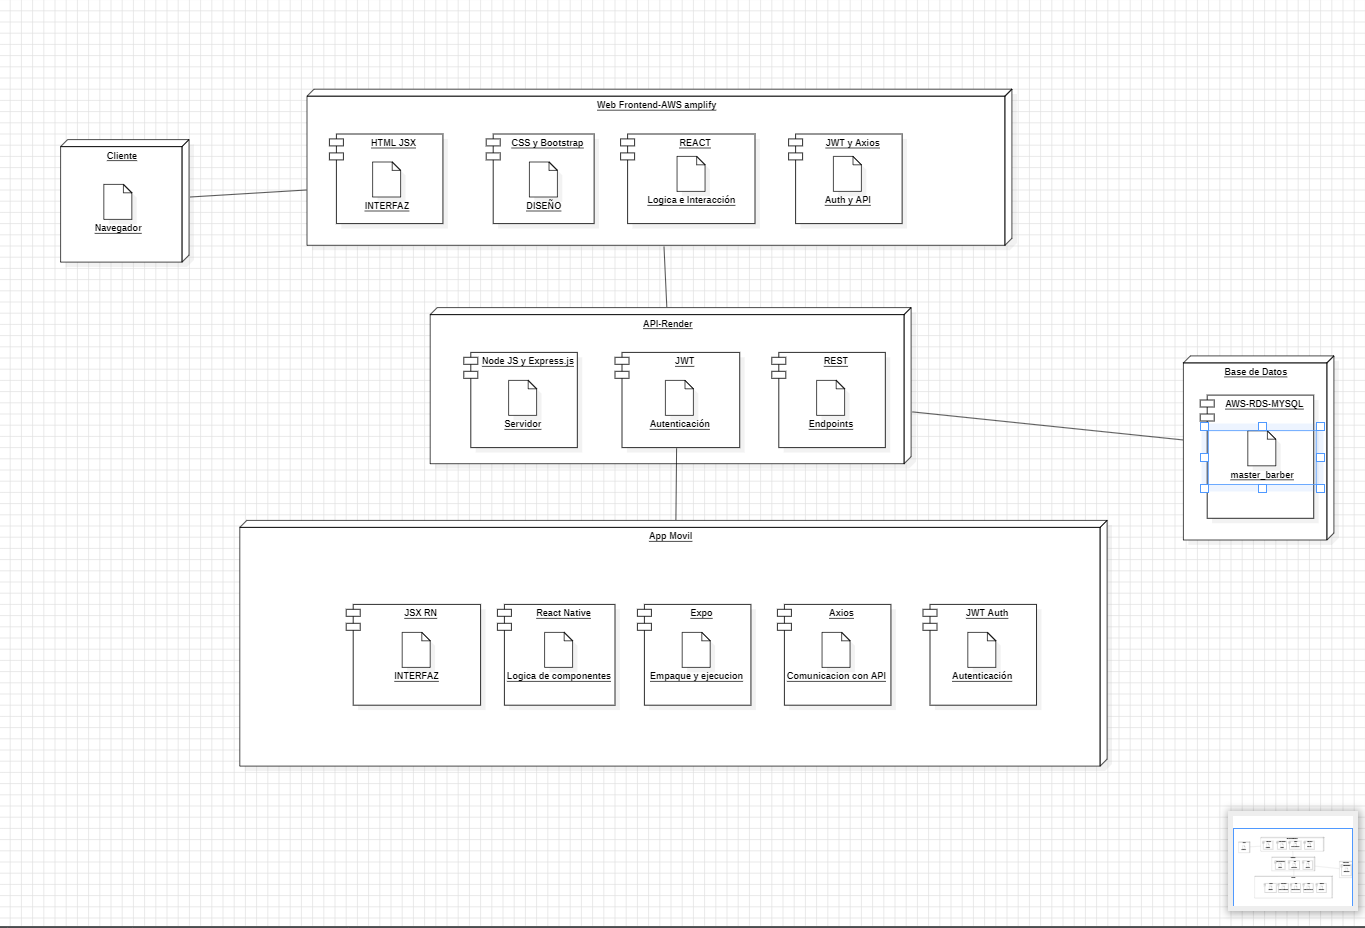 Web Frontend-AWS amplify
Cliente
Navegador
HTML JSX
INTERFAZ
CSS y Bootstrap
DISEÑO
REACT
Logica e Interacción
JWT y Axios
Auth y API
API-Render
Node JS y Express.js
Servidor
JWT
Autenticación
REST
Endpoints
Base de Datos
AWS-RDS-MYSQL
master_barber
App Movil
JSX RN
INTERFAZ
React Native
Logica de componentes
Expo
Empaque y ejecucion
Axios
Comunicacion con API
JWT Auth
Autenticación